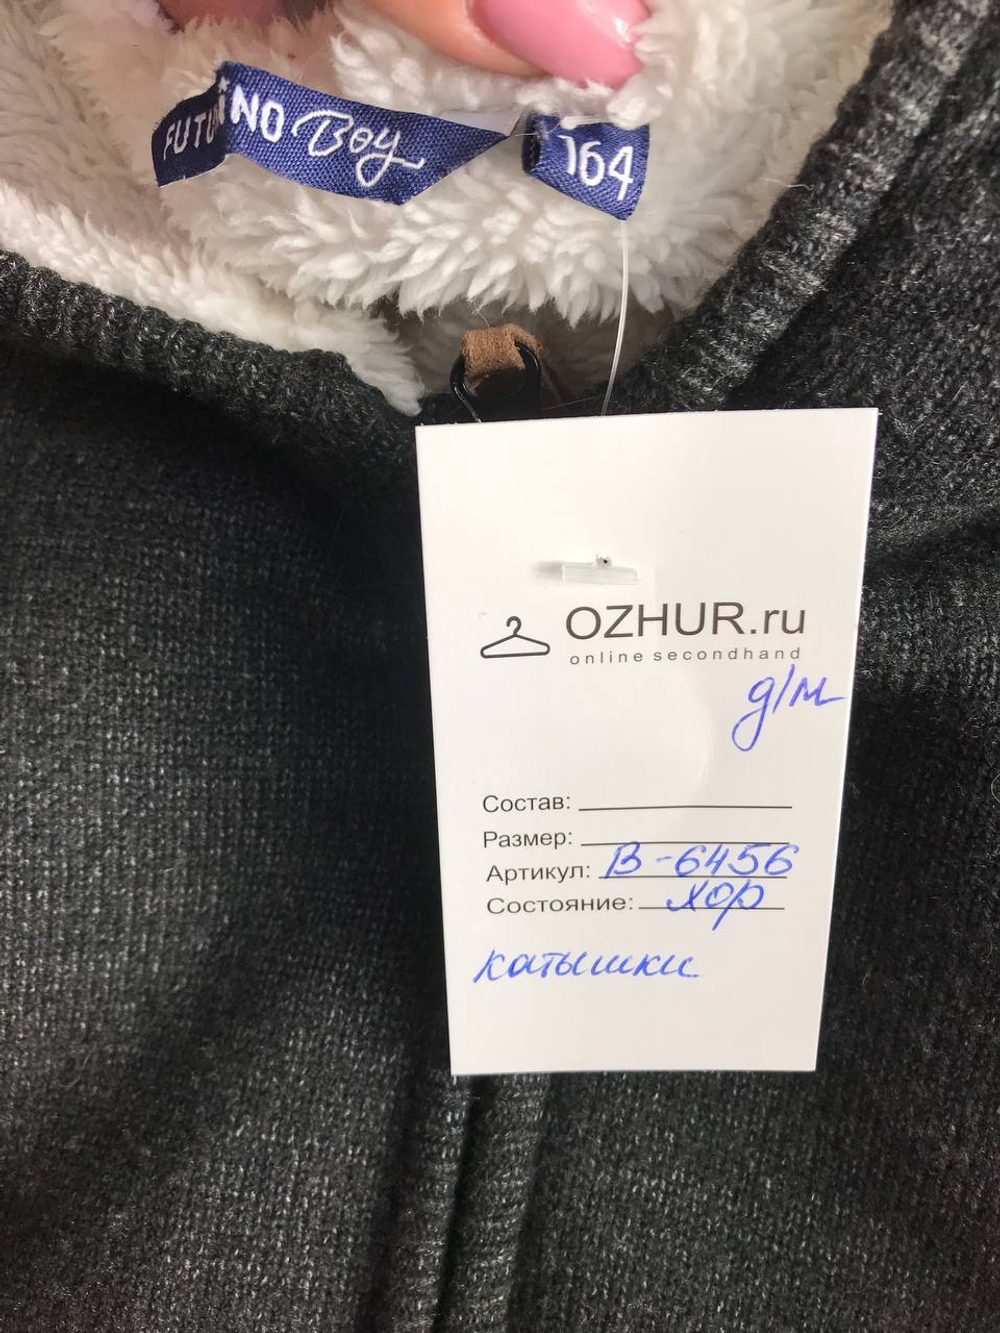 FUTURINO Boy
164
OZHUR.ru
online secondhand
д/м
Состав:
Размер:
Артикул: В-6456
Состояние: хор
катышки